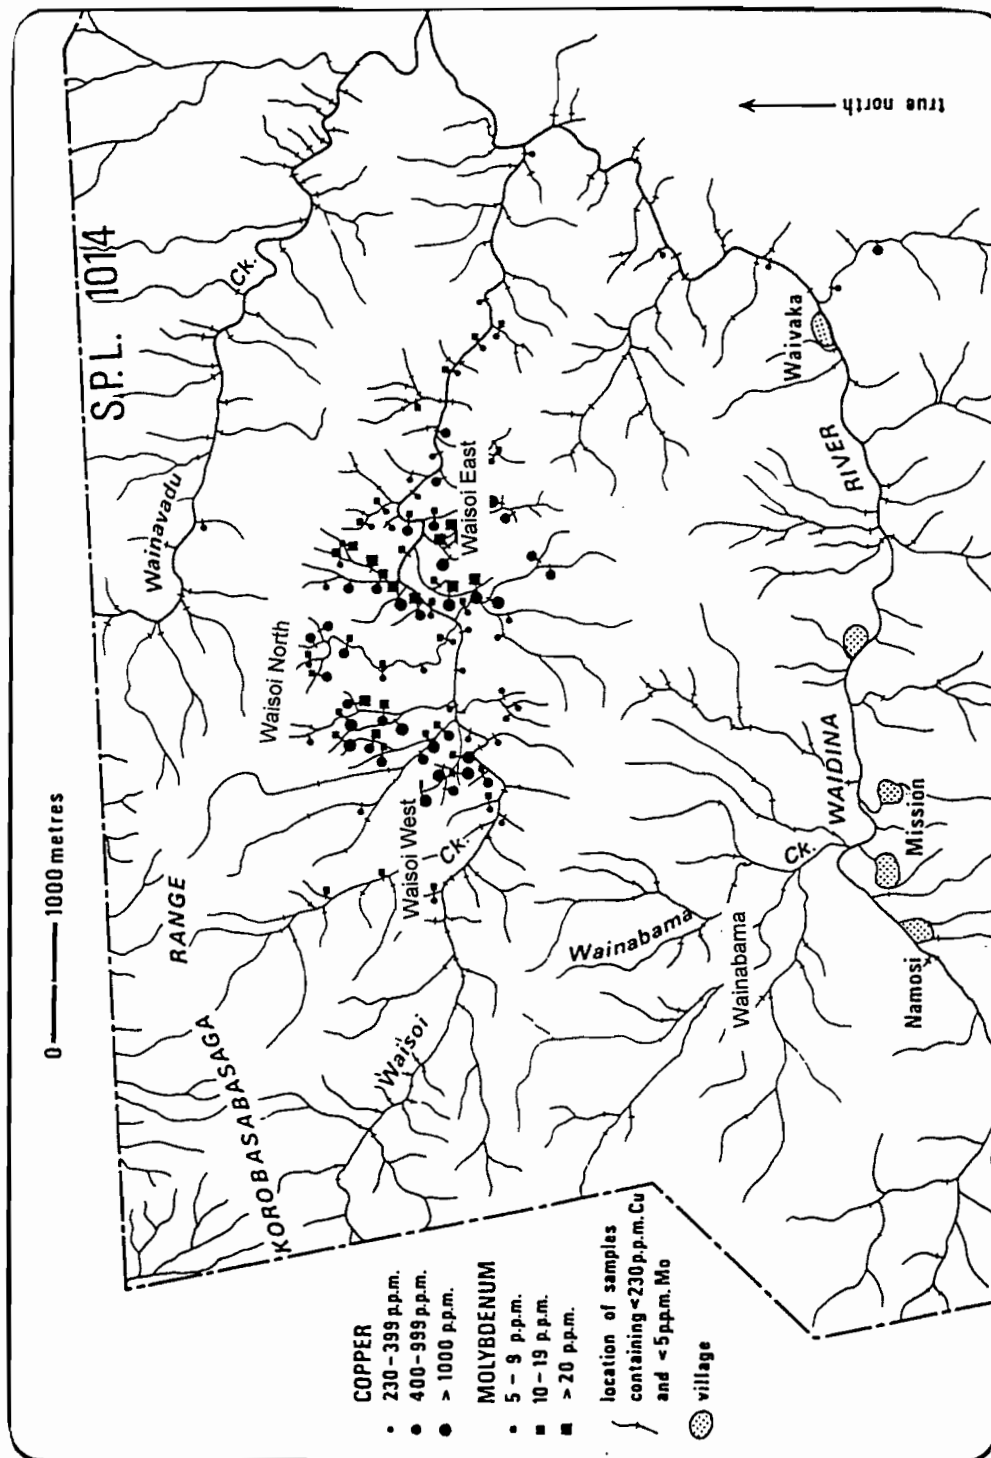 0 1000 metres
S.P.L. 1014
true north
KOROBASABASAGA
RANGE
Wainavadu
Ck.
Waisoi North
Waisoi West
Waisoi East
Waisoi
Ck.
Wainabama
Wainabama
Ck.
WAIDINA
RIVER
Waivaka
Namosi
Mission
COPPER
230-399 p.p.m.
400-999 p.p.m.
> 1000 p.p.m.
MOLYBDENUM
5 - 9 p.p.m.
10-19 p.p.m.
> 20 p.p.m.
location of samples
containing <230p.p.m.Cu
and <5p.p.m. Mo
village